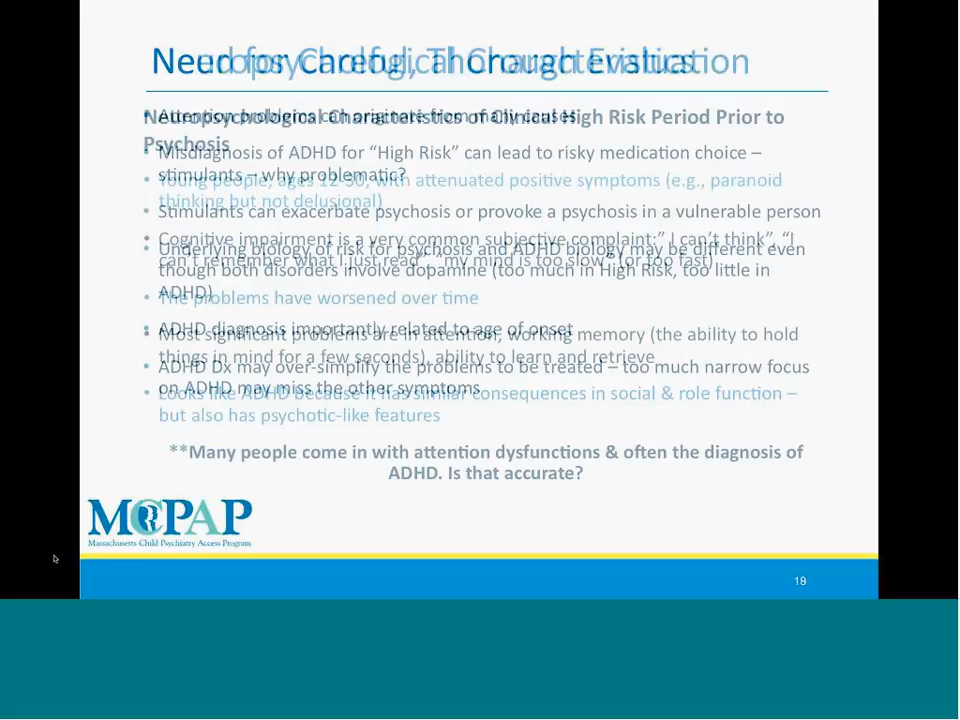 Need for Careful, Thorough Evaluation
Neuropsychological Characteristics
• Attention problems can originate from many causes
Neuropsychological Characteristics of Clinical High Risk Period Prior to
Psychosis
• Misdiagnosis of ADHD for “High Risk” can lead to risky medication choice –
stimulants – why problematic?
• Young people, ages 12-30, with attenuated positive symptoms (e.g., paranoid
thinking but not delusional)
• Stimulants can exacerbate psychosis or provoke a psychosis in a vulnerable person
• Cognitive impairment is a very common subjective complaint:” I can’t think”, “I
can’t remember what I just read”, “my mind is too slow” (or too fast)
• Underlying biology of risk for psychosis and ADHD biology may be different even
though both disorders involve dopamine (too much in High Risk, too little in
ADHD)
• The problems have worsened over time
• ADHD diagnosis importantly related to age of onset
• Most significant problems are in attention, working memory (the ability to hold
things in mind for a few seconds), ability to learn and retrieve
• ADHD Dx may over-simplify the problems to be treated – too much narrow focus
on ADHD may miss the other symptoms
• Looks like ADHD because it has similar consequences in social & role function –
but also has psychotic-like features
**Many people come in with attention dysfunctions & often the diagnosis of
ADHD. Is that accurate?
MCPAP
Massachusetts Child Psychiatry Access Program
18